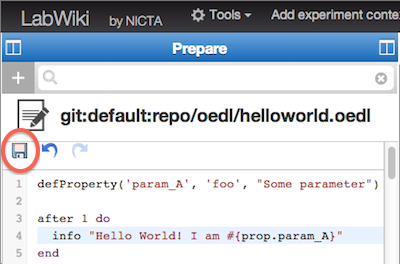 LabWiki by NICTA Tools Add experiment conte
Prepare
git:default:repo/oedl/helloworld.oedl
1 defProperty('param_A', 'foo', "Some parameter")
2
3 after 1 do
4 info "Hello World! I am #{prop.param_A}"
5 end